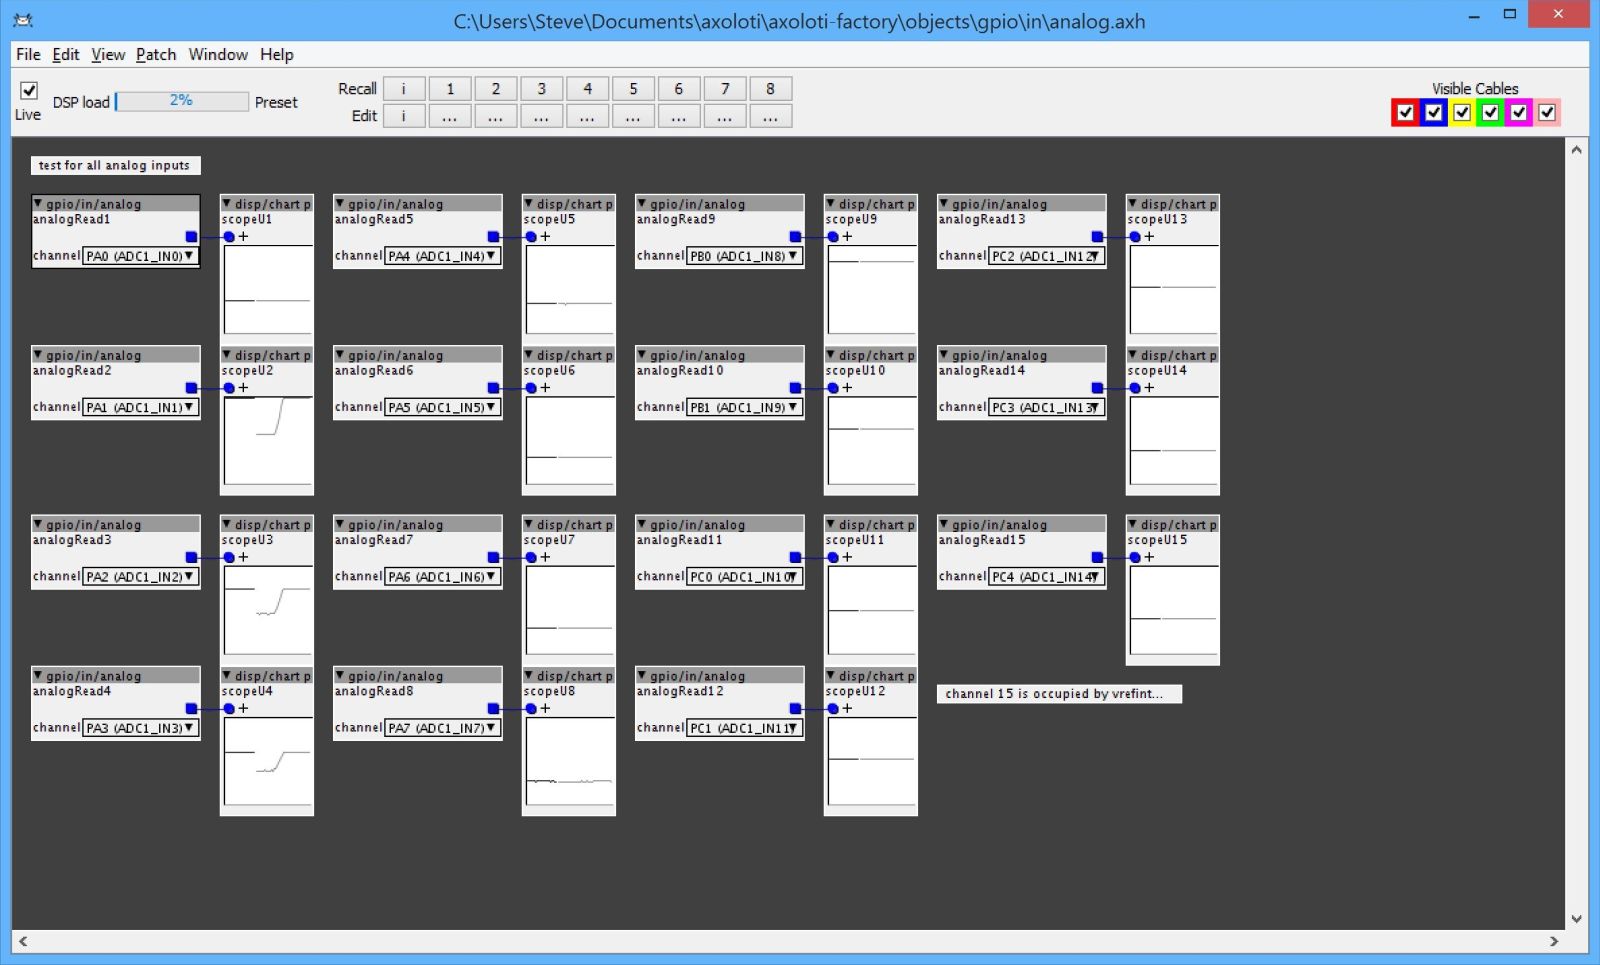 C:\Users\Steve\Documents\axoloti\axoloti-factory\objects\gpio\in\analog.axh
File Edit View Patch Window Help
Live
DSP load 2% Preset
Recall i 1 2 3 4 5 6 7 8
Edit i ... ... ... ... ... ... ... ...
Visible Cables
test for all analog inputs
gpio/in/analog
analogRead1
channel PA0 (ADC1_IN0)
disp/chart p
scopeU1
+
gpio/in/analog
analogRead5
channel PA4 (ADC1_IN4)
disp/chart p
scopeU5
+
gpio/in/analog
analogRead9
channel PB0 (ADC1_IN8)
disp/chart p
scopeU9
+
gpio/in/analog
analogRead13
channel PC2 (ADC1_IN12)
disp/chart p
scopeU13
+
gpio/in/analog
analogRead2
channel PA1 (ADC1_IN1)
disp/chart p
scopeU2
+
gpio/in/analog
analogRead6
channel PA5 (ADC1_IN5)
disp/chart p
scopeU6
+
gpio/in/analog
analogRead10
channel PB1 (ADC1_IN9)
disp/chart p
scopeU10
+
gpio/in/analog
analogRead14
channel PC3 (ADC1_IN13)
disp/chart p
scopeU14
+
gpio/in/analog
analogRead3
channel PA2 (ADC1_IN2)
disp/chart p
scopeU3
+
gpio/in/analog
analogRead7
channel PA6 (ADC1_IN6)
disp/chart p
scopeU7
+
gpio/in/analog
analogRead11
channel PC0 (ADC1_IN10)
disp/chart p
scopeU11
+
gpio/in/analog
analogRead15
channel PC4 (ADC1_IN14)
disp/chart p
scopeU15
+
gpio/in/analog
analogRead4
channel PA3 (ADC1_IN3)
disp/chart p
scopeU4
+
gpio/in/analog
analogRead8
channel PA7 (ADC1_IN7)
disp/chart p
scopeU8
+
gpio/in/analog
analogRead12
channel PC1 (ADC1_IN11)
disp/chart p
scopeU12
+
channel 15 is occupied by vrefint...